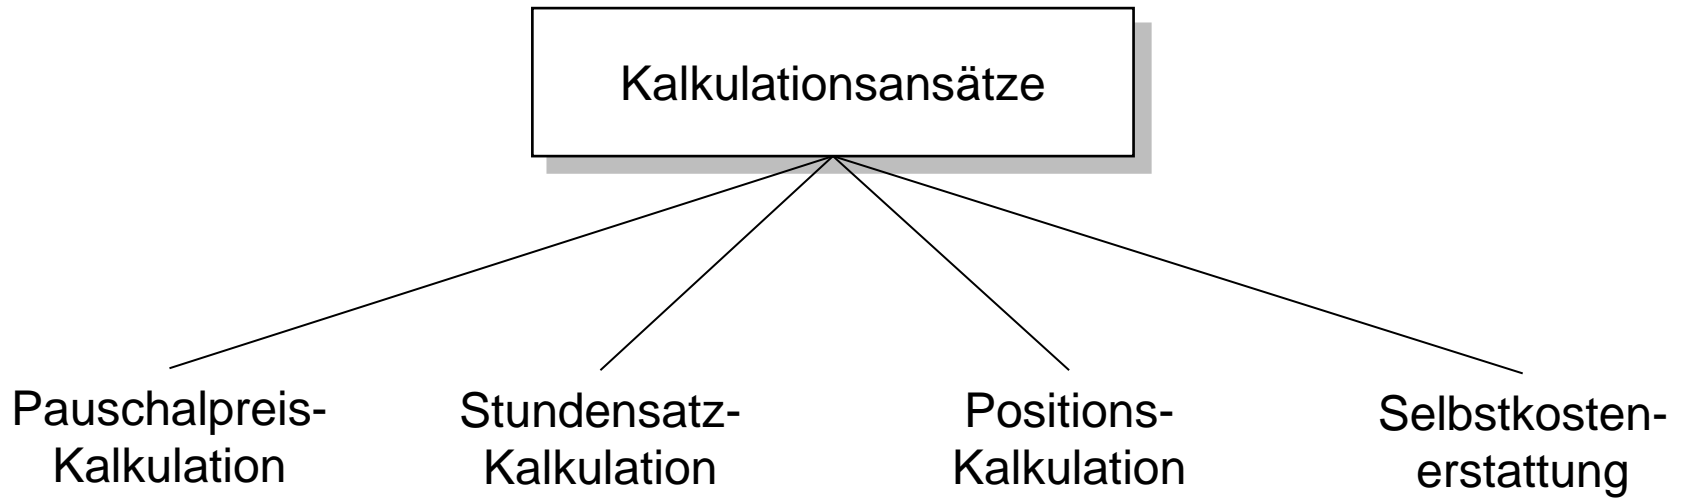 Kalkulationsansätze
Pauschalpreis-
Kalkulation
Stundensatz-
Kalkulation
Positions-
Kalkulation
Selbstkosten-
erstattung